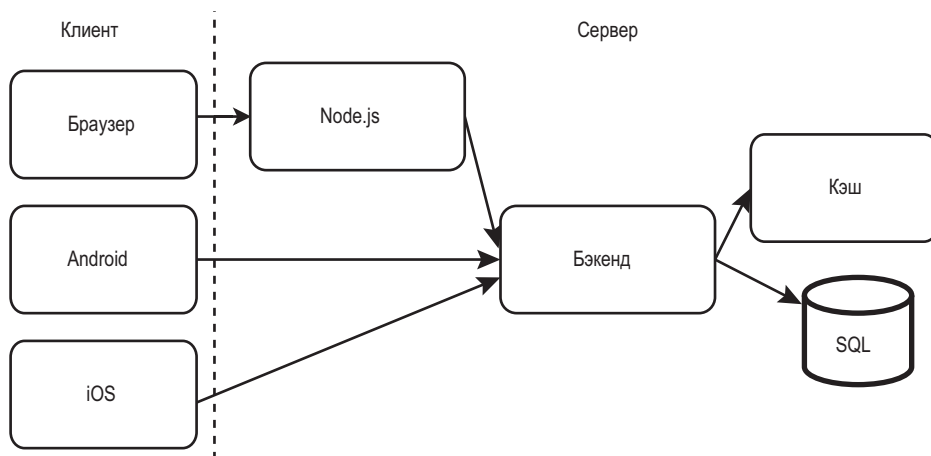 Клиент
Сервер
Браузер
Node.js
Кэш
Android
Бэкенд
SQL
iOS